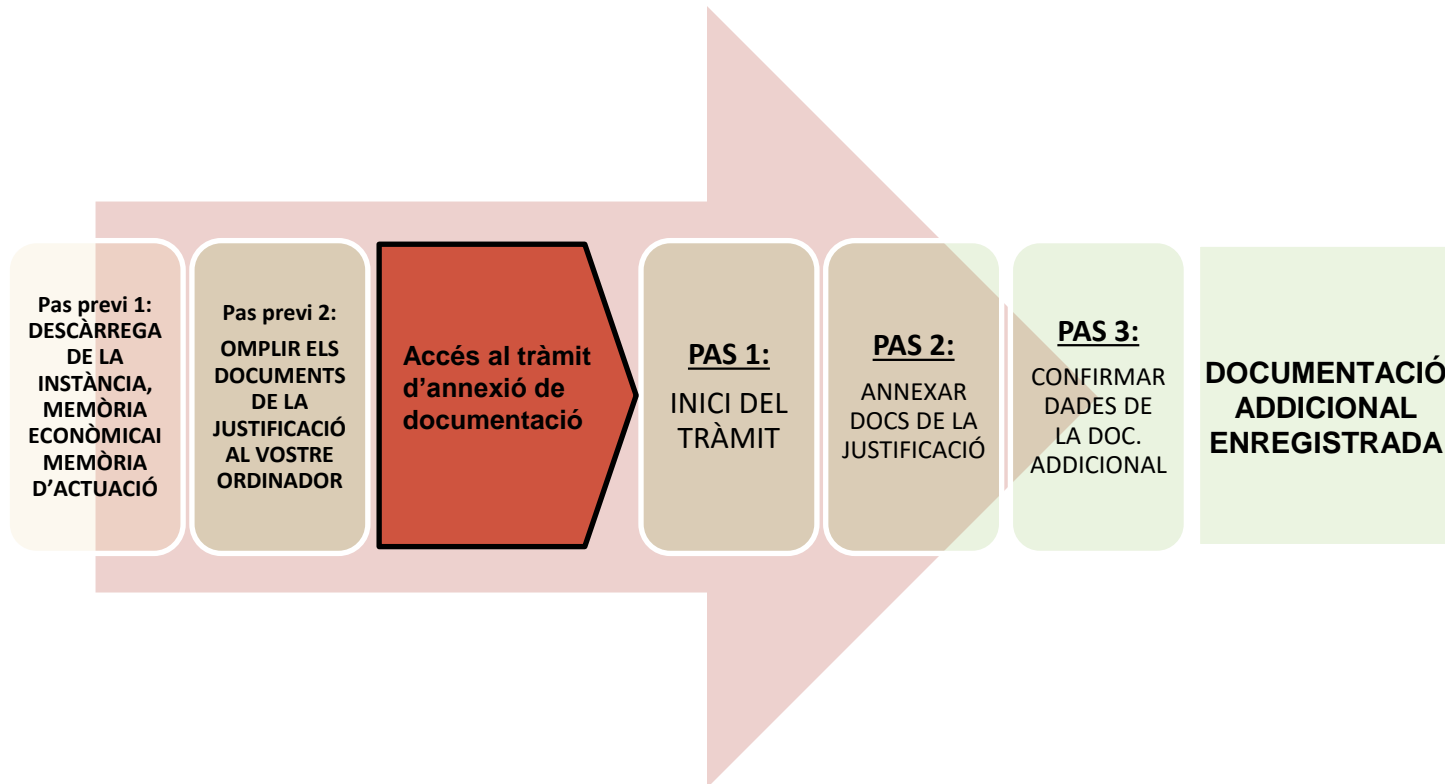 Pas previ 1:
DESCÀRREGA
DE LA
INSTÀNCIA,
MEMÒRIA
ECONÒMICAI
MEMÒRIA
D’ACTUACIÓ
Pas previ 2:
OMPLIR ELS
DOCUMENTS
DE LA
JUSTIFICACIÓ
AL VOSTRE
ORDINADOR
Accés al tràmit
d’annexió de
documentació
PAS 1:
INICI DEL
TRÀMIT
PAS 2:
ANNEXAR
DOCS DE LA
JUSTIFICACIÓ
PAS 3:
CONFIRMAR
DADES DE
LA DOC.
ADDICIONAL
DOCUMENTACIÓ
ADDICIONAL
ENREGISTRADA